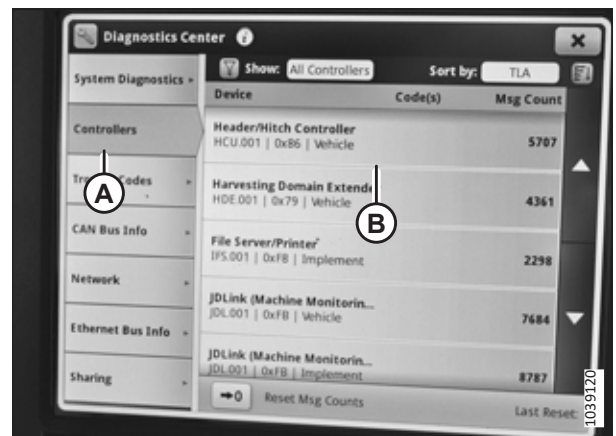 Diagnostics Center
System Diagnostics
Show: All Controllers Sort by: TLA
Device Code(s) Msg Count
Controllers
Header/Hitch Controller
HCU.001 | 0x86 | Vehicle 5707
A
Codes
Harvesting Domain Extende
HDE.001 | 0x79 | Vehicle 4361
B
CAN Bus Info
File Server/Printer
IFS.001 | 0xF8 | Implement 2298
Network
JDLink (Machine Monitorin...
JDL.001 | 0xFB | Vehicle 7684
Ethernet Bus Info
JDLink (Machine Monitorin...
JDL.001 | 0xFB | Implement 8787
Sharing
→0 Reset Msg Counts Last Reset:
1039120